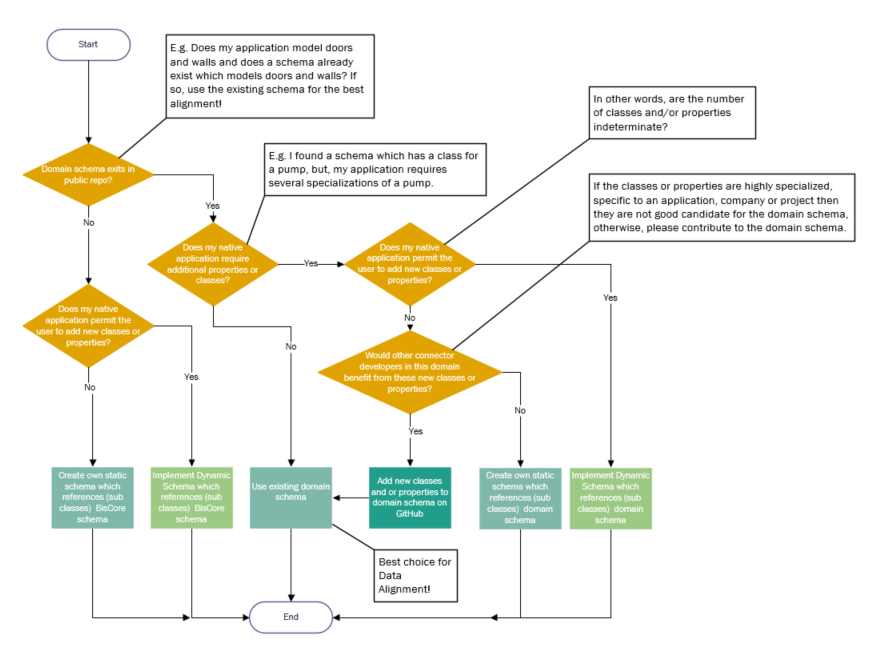 Start
E.g. Does my application model doors
and walls and does a schema already
exist which models doors and walls? If
so, use the existing schema for the best
alignment!
In other words, are the number
of classes and/or properties
indeterminate?
E.g. I found a schema which has a class for
a pump, but, my application requires
several specializations of a pump.
If the classes or properties are highly specialized,
specific to an application, company or project then
they are not good candidate for the domain schema,
otherwise, please contribute to the domain schema.
Domain schema exits in
public repo?
Yes
No
Does my native
application require
additional properties or
classes?
Yes
Does my native
application permit the
user to add new classes or
properties?
Yes
No
Does my native
application permit the
user to add new classes or
properties?
No
Yes
No
Would other connector
developers in this domain
benefit from these new classes or
properties?
No
Yes
Create own static
schema which
references (sub
classes) BisCore
schema
Implement Dynamic
Schema which
references (sub
classes) BisCore
schema
Use existing domain
schema
Add new classes
and or properties to
domain schema on
GitHub
Create own static
schema which
references (sub
classes) domain
schema
Implement Dynamic
Schema which
references (sub
classes) domain
schema
Best choice for
Data
Alignment!
End